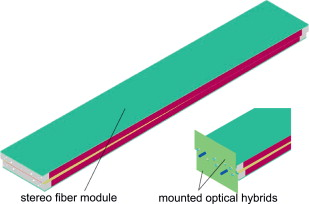 stereo fiber module
mounted optical hybrids